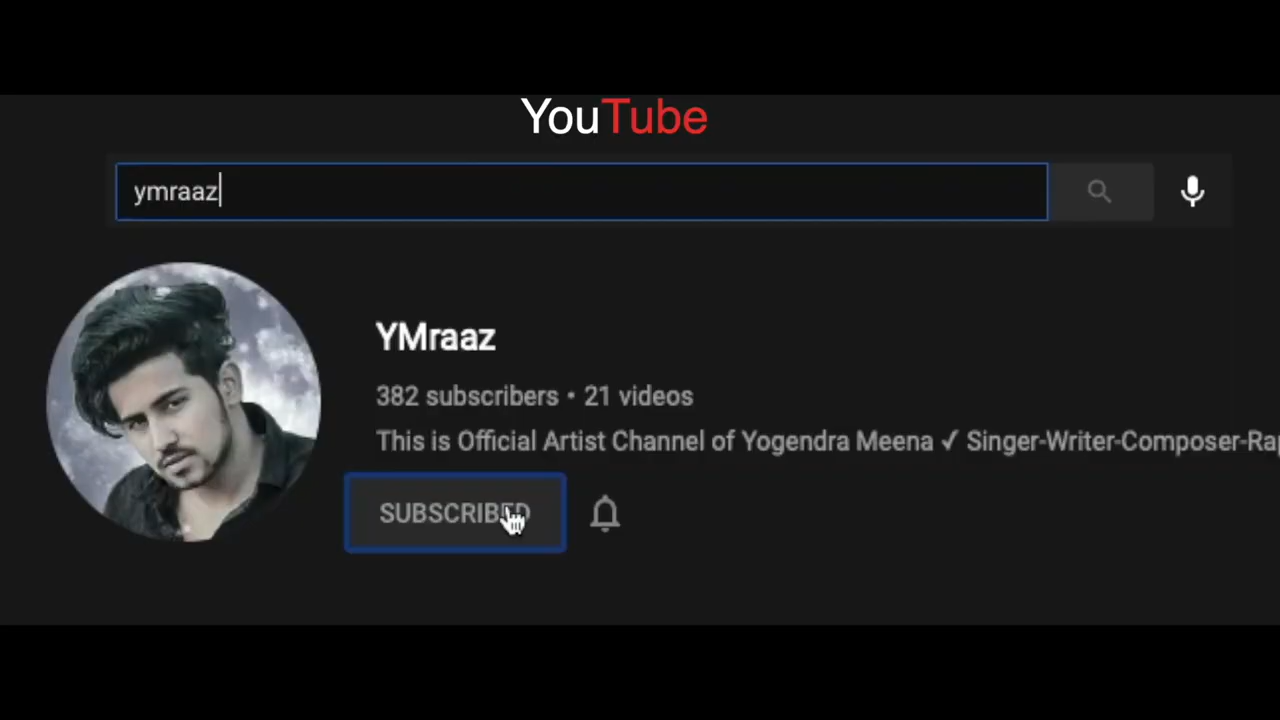 YouTube
ymraaz
YMraaz
382 subscribers • 21 videos
This is Official Artist Channel of Yogendra Meena ✓ Singer-Writer-Composer-Rap
SUBSCRIBED